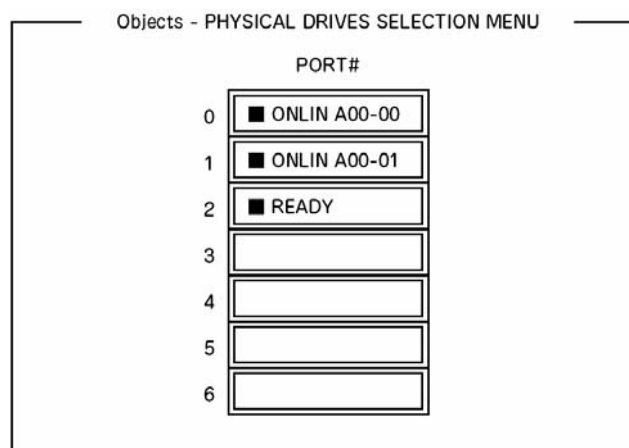 Objects - PHYSICAL DRIVES SELECTION MENU
PORT#
0 ■ ONLIN A00-00
1 ■ ONLIN A00-01
2 ■ READY
3
4
5
6